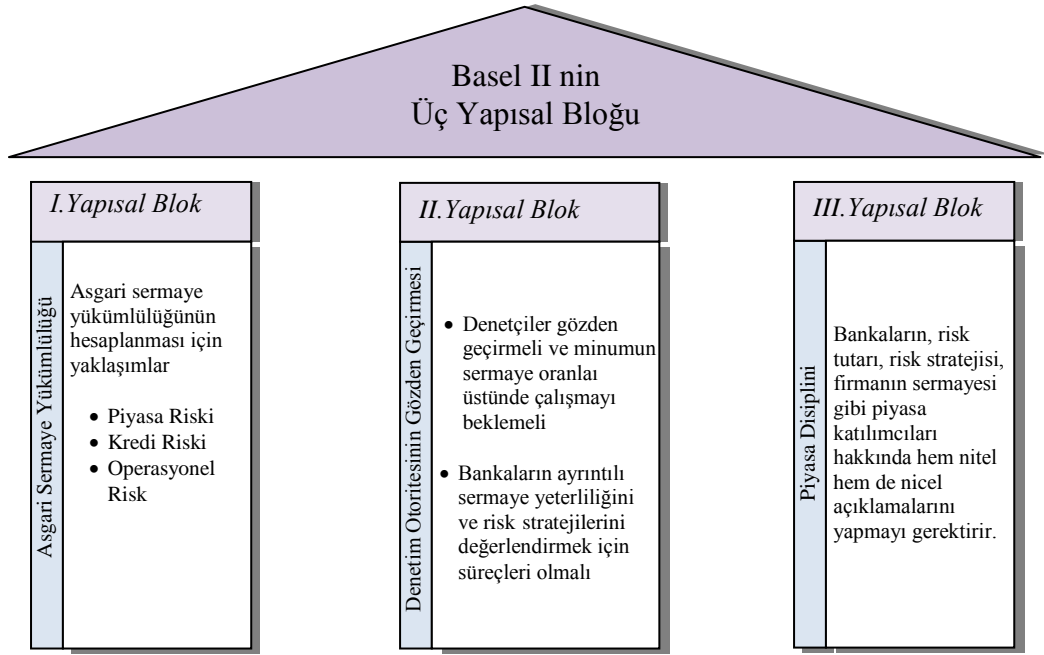 Basel II nin
Üç Yapısal Bloğu
I.Yapısal Blok
Asgari Sermaye Yükümlülüğü
Asgari sermaye
yükümlülüğünün
hesaplanması için
yaklaşımlar
• Piyasa Riski
• Kredi Riski
• Operasyonel
Risk
II.Yapısal Blok
Denetim Otoritesinin Gözden Geçirmesi
• Denetçiler gözden
geçirmeli ve minumun
sermaye oranlaı
üstünde çalışmayı
beklemeli
• Bankaların ayrıntılı
sermaye yeterliliğini
ve risk stratejilerini
değerlendirmek için
süreçleri olmalı
III.Yapısal Blok
Piyasa Disiplini
Bankaların, risk
tutarı, risk stratejisi,
firmanın sermayesi
gibi piyasa
katılımcıları
hakkında hem nitel
hem de nicel
açıklamalarını
yapmayı gerektirir.